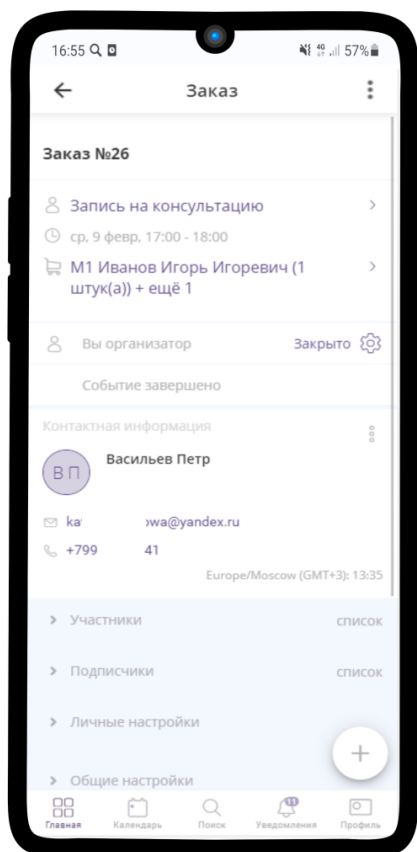 16:55 57%
Заказ
Заказ №26
Запись на консультацию
ср, 9 февр, 17:00 - 18:00
М1 Иванов Игорь Игоревич (1
штук(а)) + ещё 1
Вы организатор Закрыто
Событие завершено
Контактная информация
ВП Васильев Петр
ka wa@yandex.ru
+799 41
Europe/Moscow (GMT+3): 13:35
Участники список
Подписчики список
Личные настройки
Общие настройки
Главная Календарь Поиск Уведомления Профиль